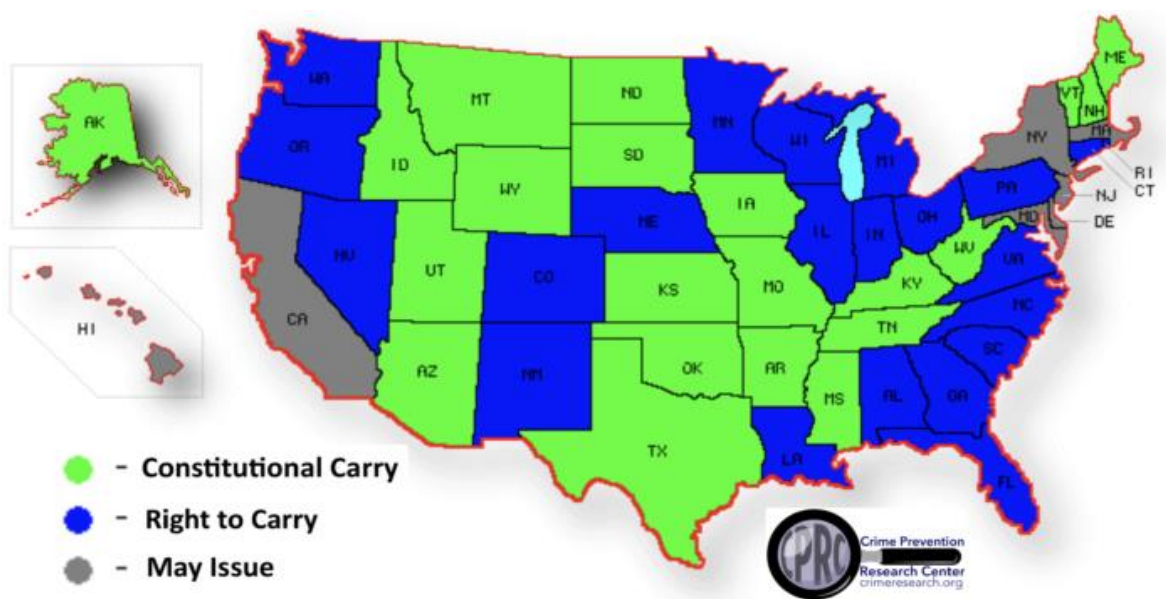 ME
WA
MT
ND
VT
NH
MN
AK
OR
NY
MA
WI
ID
SD
MI
RI
WY
CT
PA
IA
NJ
NE
OH
MD
DE
IL
IN
NV
UT
WV
CO
VA
KS
MO
KY
CA
HI
NC
TN
OK
AZ
NM
AR
SC
MS
AL
GA
TX
LA
FL
- Constitutional Carry
- Right to Carry
- May Issue
CPRC
Crime Prevention
Research Center
crimeresearch.org